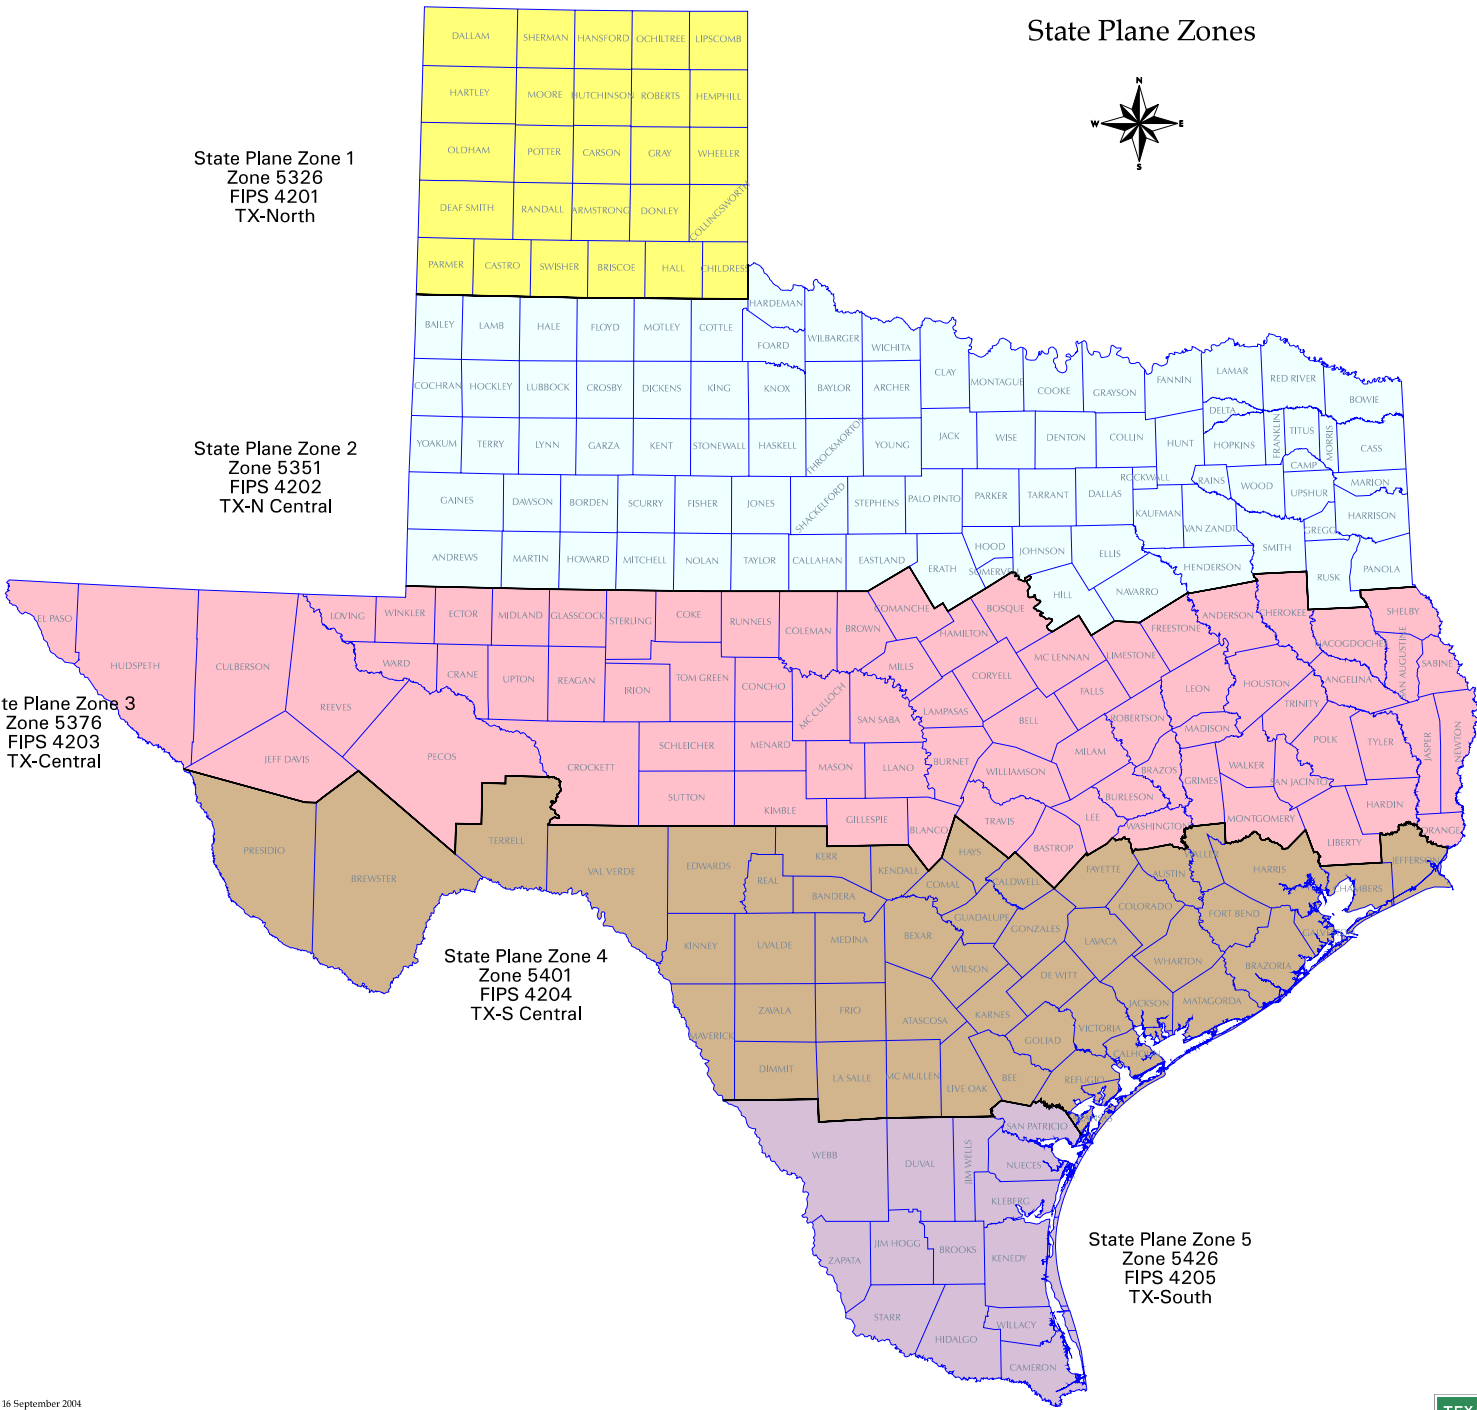 State Plane Zones
N
W E
S
DALLAM SHERMAN HANSFORD OCHILTREE LIPSCOMB
HARTLEY MOORE HUTCHINSON ROBERTS HEMPHILL
OLDHAM POTTER CARSON GRAY WHEELER
DEAF SMITH RANDALL ARMSTRONG DONLEY COLLINGSWORTH
PARMER CASTRO SWISHER BRISCOE HALL CHILDRESS
State Plane Zone 1
Zone 5326
FIPS 4201
TX-North
HARDEMAN
BAILEY LAMB HALE FLOYD MOTLEY COTTLE FOARD WILBARGER WICHITA
CLAY MONTAGUE COOKE GRAYSON FANNIN LAMAR RED RIVER BOWIE
COCHRAN HOCKLEY LUBBOCK CROSBY DICKENS KING KNOX BAYLOR ARCHER
DELTA
YOAKUM TERRY LYNN GARZA KENT STONEWALL HASKELL THROCKMORTON YOUNG JACK WISE DENTON COLLIN HUNT HOPKINS FRANKLIN TITUS MORRIS CASS
State Plane Zone 2
Zone 5351
FIPS 4202
TX-N Central
CAMP
ROCKWALL RAINS WOOD UPSHUR MARION
GAINES DAWSON BORDEN SCURRY FISHER JONES SHACKELFORD STEPHENS PALO PINTO PARKER TARRANT DALLAS KAUFMAN VAN ZANDT GREGG HARRISON
ANDREWS MARTIN HOWARD MITCHELL NOLAN TAYLOR CALLAHAN EASTLAND ERATH HOOD SOMERVELL JOHNSON ELLIS HENDERSON SMITH RUSK PANOLA
HILL NAVARRO
EL PASO HUDSPETH CULBERSON LOVING WINKLER ECTOR MIDLAND GLASSCOCK STERLING COKE RUNNELS COLEMAN BROWN COMANCHE HAMILTON BOSQUE FREESTONE ANDERSON CHEROKEE NACOGDOCHES SHELBY
WARD CRANE UPTON REAGAN IRION TOM GREEN CONCHO MC CULLOCH SAN SABA MILLS CORYELL MC LENNAN LIMESTONE FALLS LEON HOUSTON ANGELINA SAN AUGUSTINE SABINE
te Plane Zone 3
Zone 5376
FIPS 4203
TX-Central
REEVES JEFF DAVIS PECOS CROCKETT SCHLEICHER MENARD MASON LLANO LAMPASAS BURNET BELL MILAM ROBERTSON MADISON TRINITY POLK TYLER JASPER NEWTON
SUTTON KIMBLE GILLESPIE BLANCO WILLIAMSON TRAVIS BASTROP LEE BURLESON BRAZOS WASHINGTON GRIMES WALKER SAN JACINTO MONTGOMERY LIBERTY HARDIN ORANGE
PRESIDIO BREWSTER TERRELL VAL VERDE EDWARDS REAL KERR BANDERA KENDALL COMAL HAYS CALDWELL FAYETTE AUSTIN WALLER HARRIS CHAMBERS JEFFERSON
GUADALUPE GONZALES COLORADO FORT BEND
KINNEY UVALDE MEDINA BEXAR WILSON LAVACA DE WITT WHARTON BRAZORIA
State Plane Zone 4
Zone 5401
FIPS 4204
TX-S Central
MAVERICK ZAVALA FRIO ATASCOSA KARNES GOLIAD VICTORIA JACKSON MATAGORDA
DIMMIT LA SALLE MC MULLEN LIVE OAK BEE REFUGIO CALHOUN
WEBB DUVAL JIM WELLS SAN PATRICIO NUECES KLEBERG
ZAPATA JIM HOGG BROOKS KENEDY
STARR HIDALGO WILLACY
CAMERON
State Plane Zone 5
Zone 5426
FIPS 4205
TX-South
16 September 2004
TEX